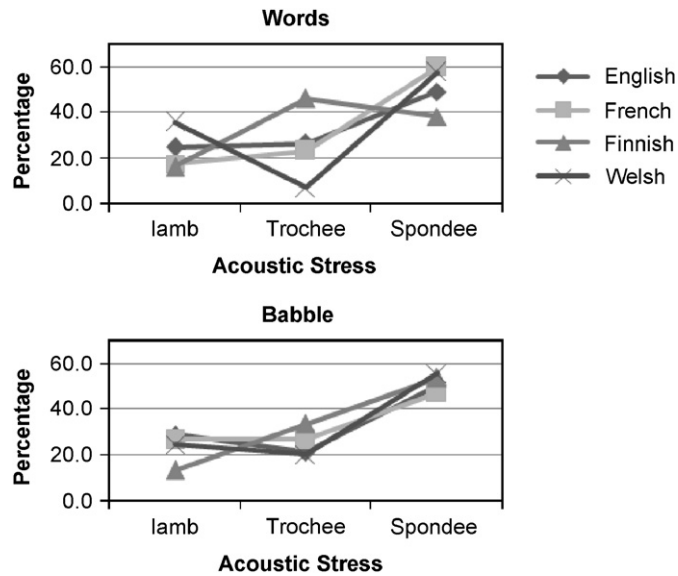 Words
60.0
40.0
20.0
0.0
Percentage
Iamb Trochee Spondee
Acoustic Stress
English
French
Finnish
Welsh
Babble
60.0
40.0
20.0
0.0
Percentage
Iamb Trochee Spondee
Acoustic Stress